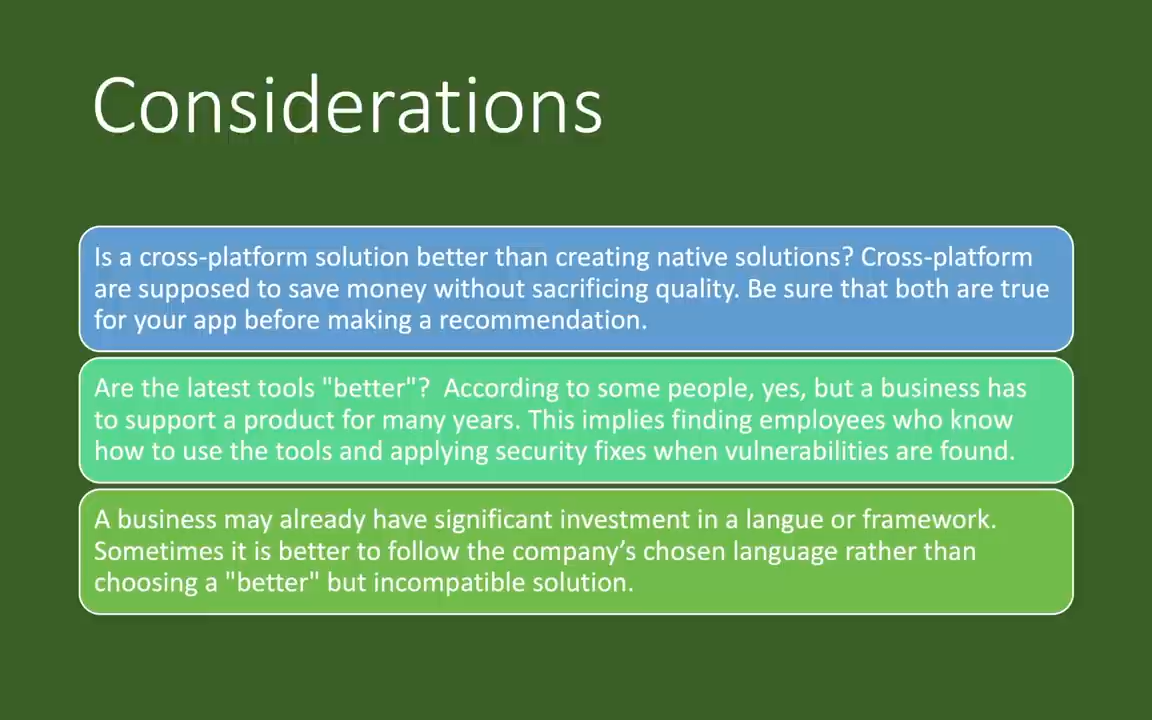 Considerations
Is a cross-platform solution better than creating native solutions? Cross-platform
are supposed to save money without sacrificing quality. Be sure that both are true
for your app before making a recommendation.
Are the latest tools "better"?  According to some people, yes, but a business has
to support a product for many years. This implies finding employees who know
how to use the tools and applying security fixes when vulnerabilities are found.
A business may already have significant investment in a langue or framework.
Sometimes it is better to follow the company’s chosen language rather than
choosing a "better" but incompatible solution.